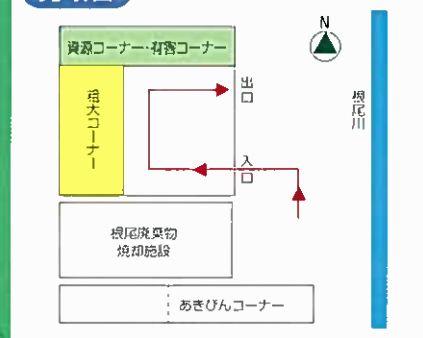 N
資源コーナー・有害コーナー
粗大コーナー
出口
入口
根尾川
根尾廃棄物
焼却施設
あきびんコーナー